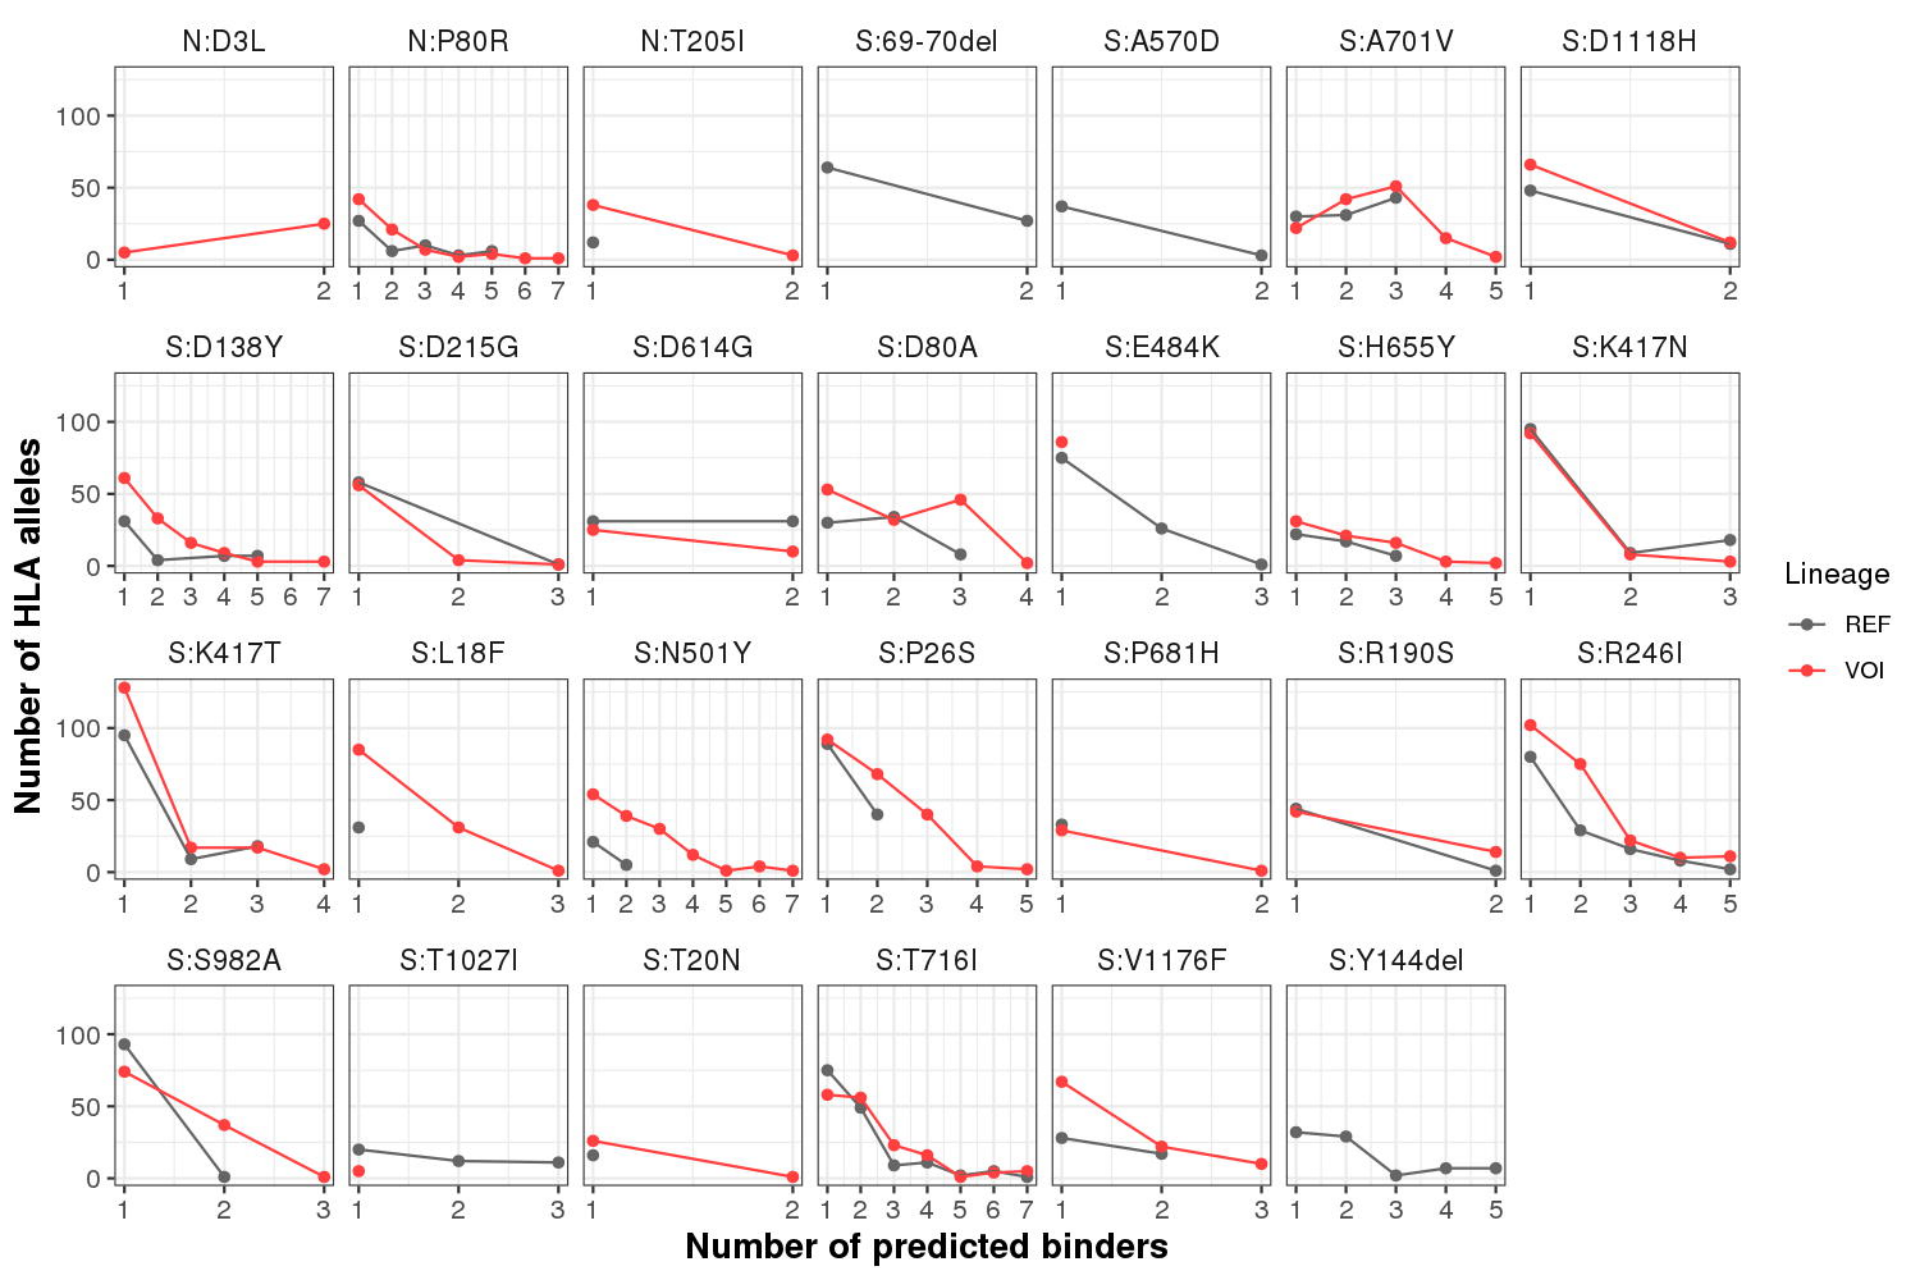 N:D3L N:P80R N:T205I S:69-70del S:A570D S:A701V S:D1118H
100
50
0
1 2 1 2 3 4 5 6 7 1 2 1 2 1 2 1 2 3 4 5 1 2
S:D138Y S:D215G S:D614G S:D80A S:E484K S:H655Y S:K417N
100
50
0
1 2 3 4 5 6 7 1 2 3 1 2 1 2 3 4 1 2 3 1 2 3 4 5 1 2 3
S:K417T S:L18F S:N501Y S:P26S S:P681H S:R190S S:R246I
100
50
0
1 2 3 4 1 2 3 1 2 3 4 5 6 7 1 2 3 4 5 1 2 1 2 1 2 3 4 5
S:S982A S:T1027I S:T20N S:T716I S:V1176F S:Y144del
100
50
0
1 2 3 1 2 3 1 2 1 2 3 4 5 6 7 1 2 3 1 2 3 4 5
Number of predicted binders
Number of HLA alleles
Lineage
REF
VOI